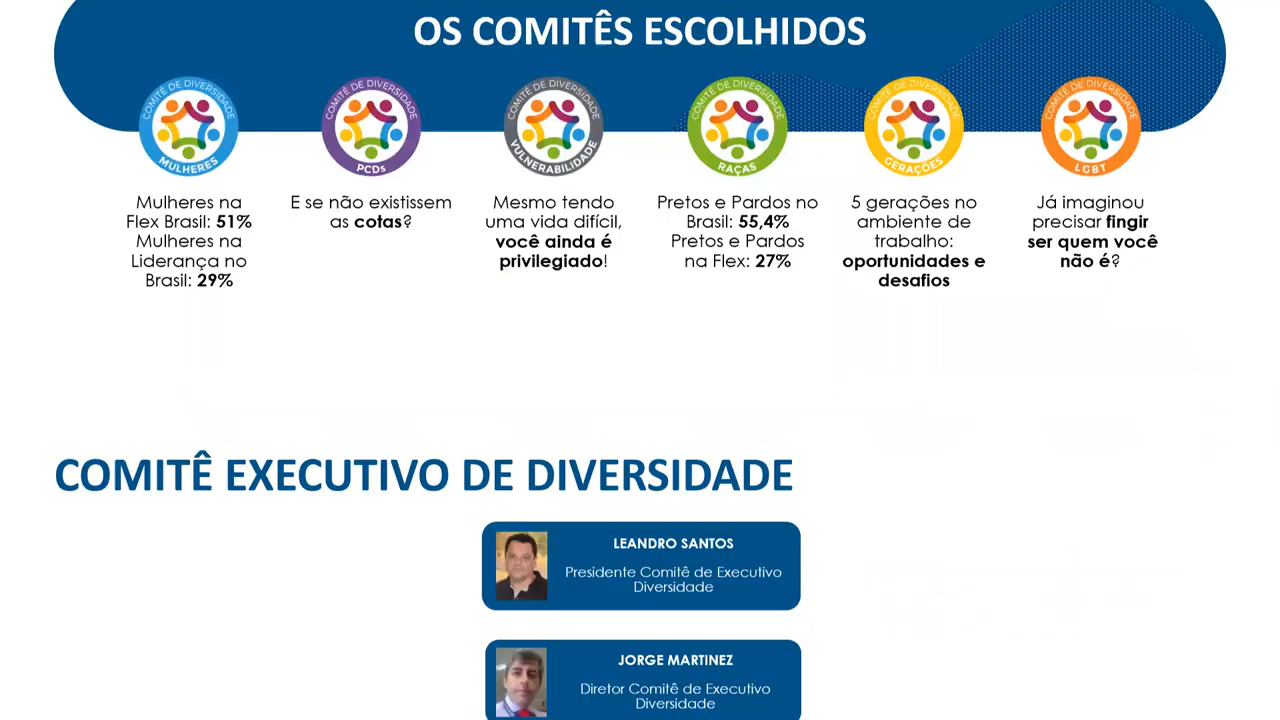 OS COMITÊS ESCOLHIDOS
COMITÊ DE DIVERSIDADE
MULHERES
COMITÊ DE DIVERSIDADE
PCDs
COMITÊ DE DIVERSIDADE
VULNERABILIDADE
COMITÊ DE DIVERSIDADE
RAÇAS
COMITÊ DE DIVERSIDADE
GERAÇÕES
COMITÊ DE DIVERSIDADE
LGBT
Mulheres na
Flex Brasil: 51%
Mulheres na
Liderança no
Brasil: 29%
E se não existissem
as cotas?
Mesmo tendo
uma vida difícil,
você ainda é
privilegiado!
Pretos e Pardos no
Brasil: 55,4%
Pretos e Pardos
na Flex: 27%
5 gerações no
ambiente de
trabalho:
oportunidades e
desafios
Já imaginou
precisar fingir
ser quem você
não é?
COMITÊ EXECUTIVO DE DIVERSIDADE
LEANDRO SANTOS
Presidente Comitê de Executivo
Diversidade
JORGE MARTINEZ
Diretor Comitê de Executivo
Diversidade